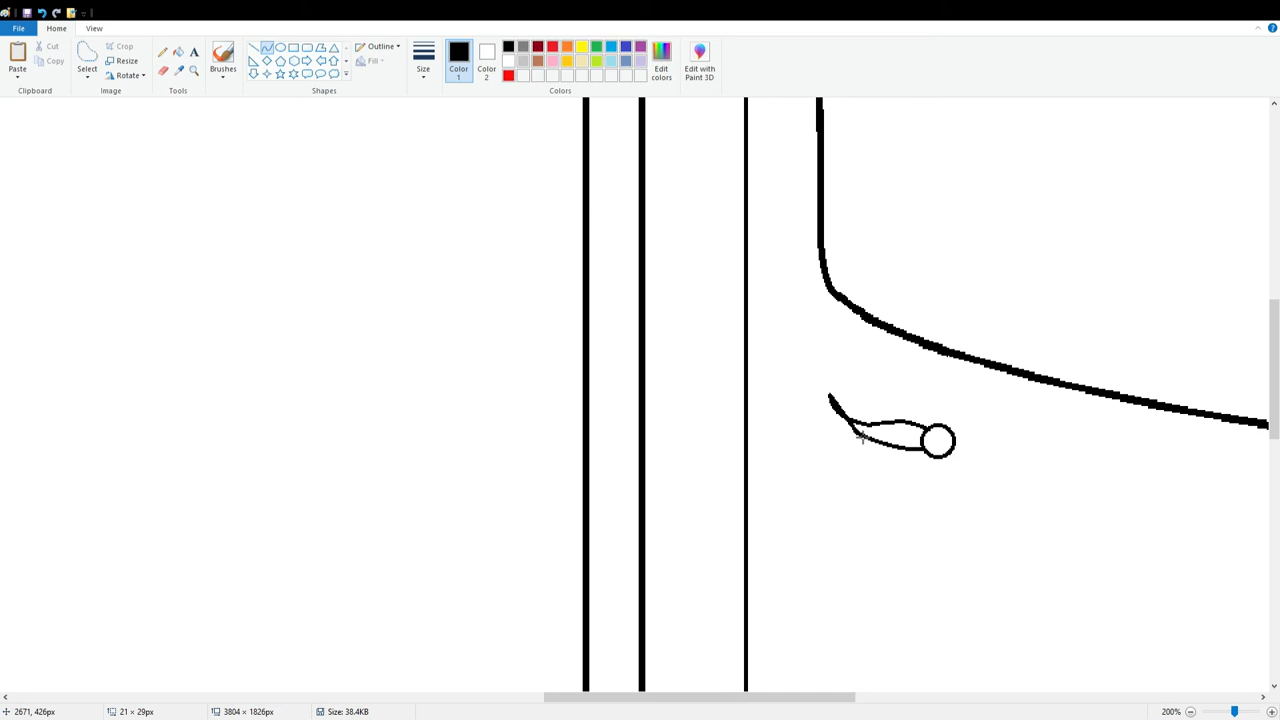 File Home View
Paste Cut Copy Select Crop Resize Rotate A Brushes Outline Fill Size Color 1 Color 2 Edit colors Edit with Paint 3D
Clipboard Image Tools Shapes Colors
2671, 426px 21 × 29px 3804 × 1826px Size: 38.4KB 200%